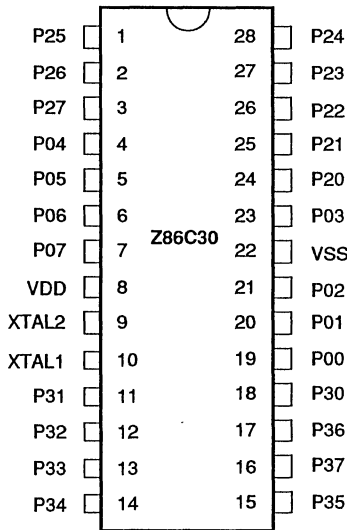 P25 1 28 P24
P26 2 27 P23
P27 3 26 P22
P04 4 25 P21
P05 5 24 P20
P06 6 23 P03
Z86C30
P07 7 22 VSS
VDD 8 21 P02
XTAL2 9 20 P01
XTAL1 10 19 P00
P31 11 18 P30
P32 12 17 P36
P33 13 16 P37
P34 14 15 P35